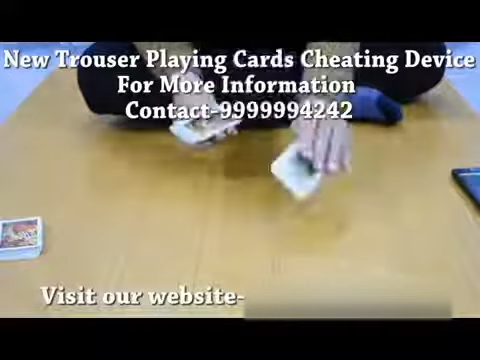 New Trouser Playing Cards Cheating Device
For More Information
Contact-9999994242
Visit our website-